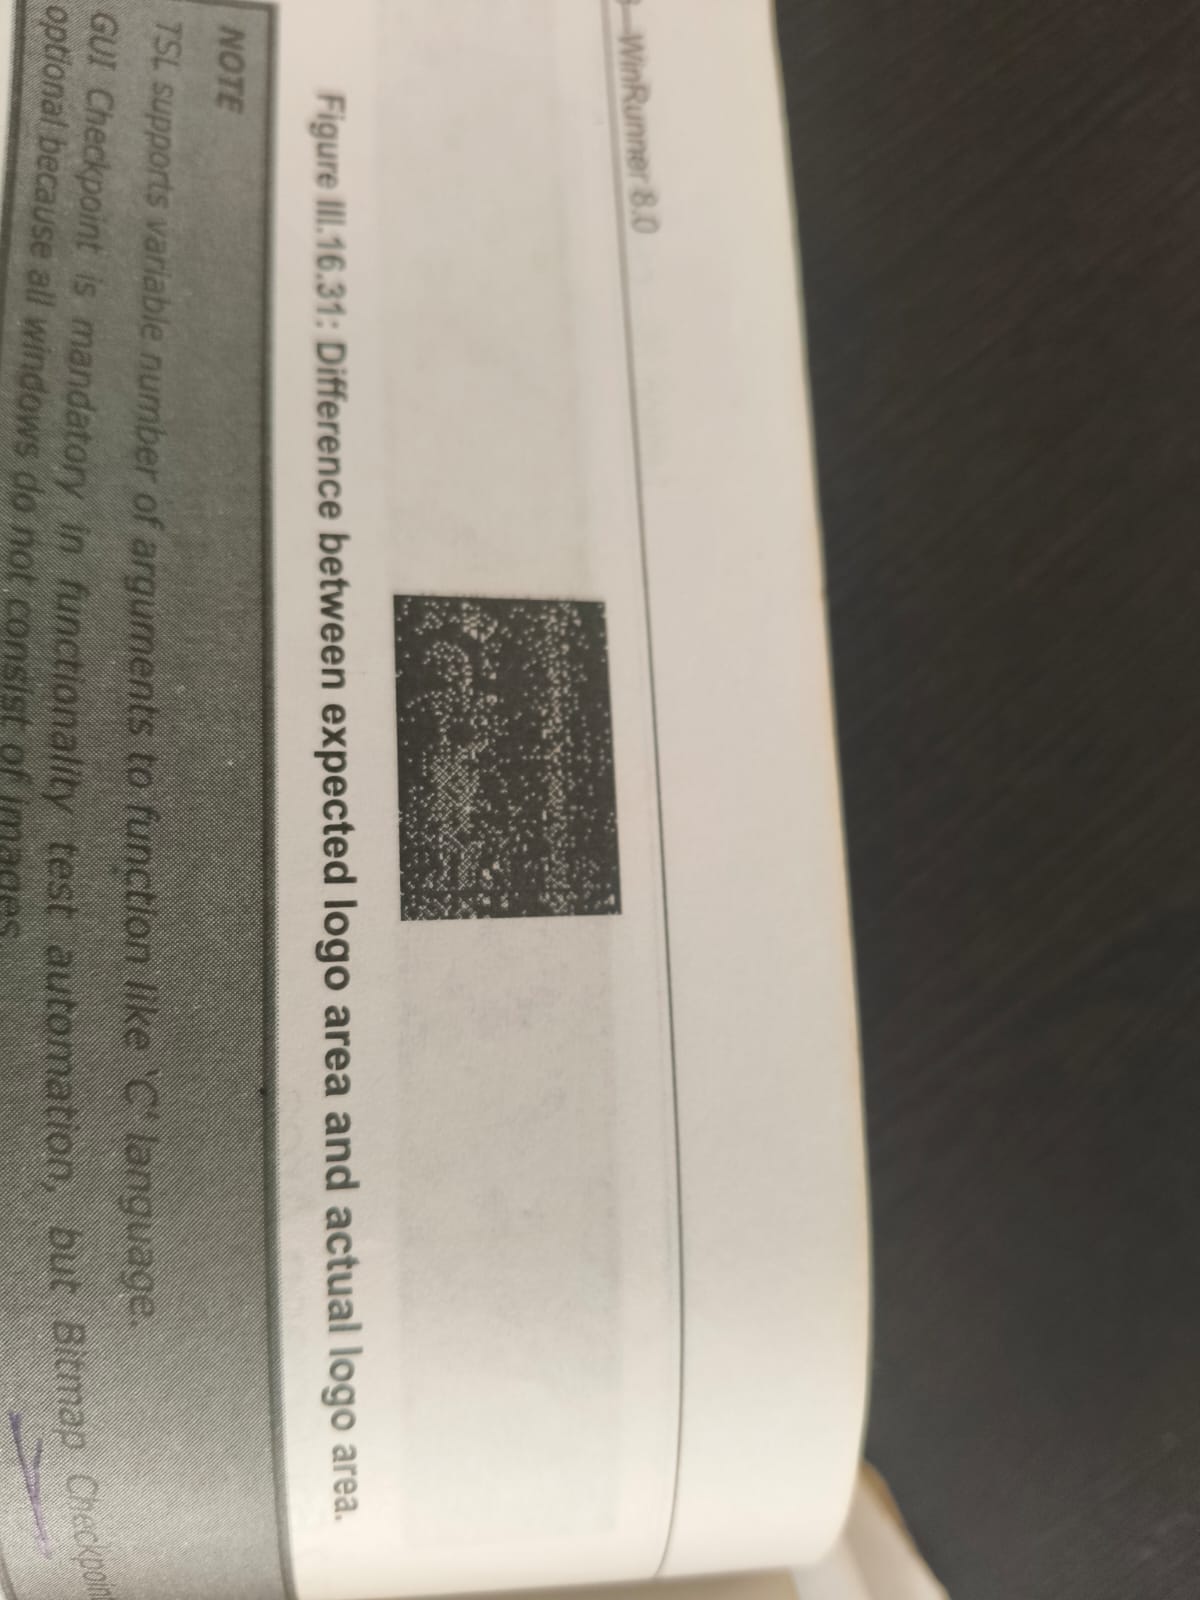 WinRunner 8.0
Figure III.16.31: Difference between expected logo area and actual logo area.
NOTE
TSL supports variable number of arguments to function like 'C' language.
GUI Checkpoint is mandatory in functionality test automation, but Bitmap Checkpoint
optional because all windows do not consist of images.